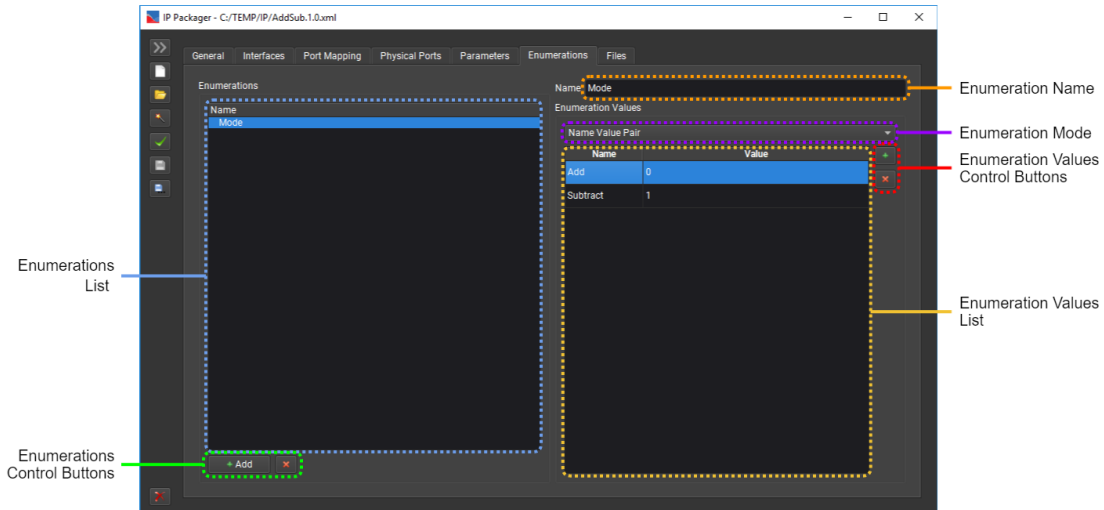 IP Packager - C:/TEMP/IP/AddSub.1.0.xml
General Interfaces Port Mapping Physical Ports Parameters Enumerations Files
Enumerations
Name
Mode
+ Add
Name Mode
Enumeration Values
Name Value Pair
Name Value
Add 0
Subtract 1
Enumerations
List
Enumerations
Control Buttons
Enumeration Name
Enumeration Mode
Enumeration Values
Control Buttons
Enumeration Values
List